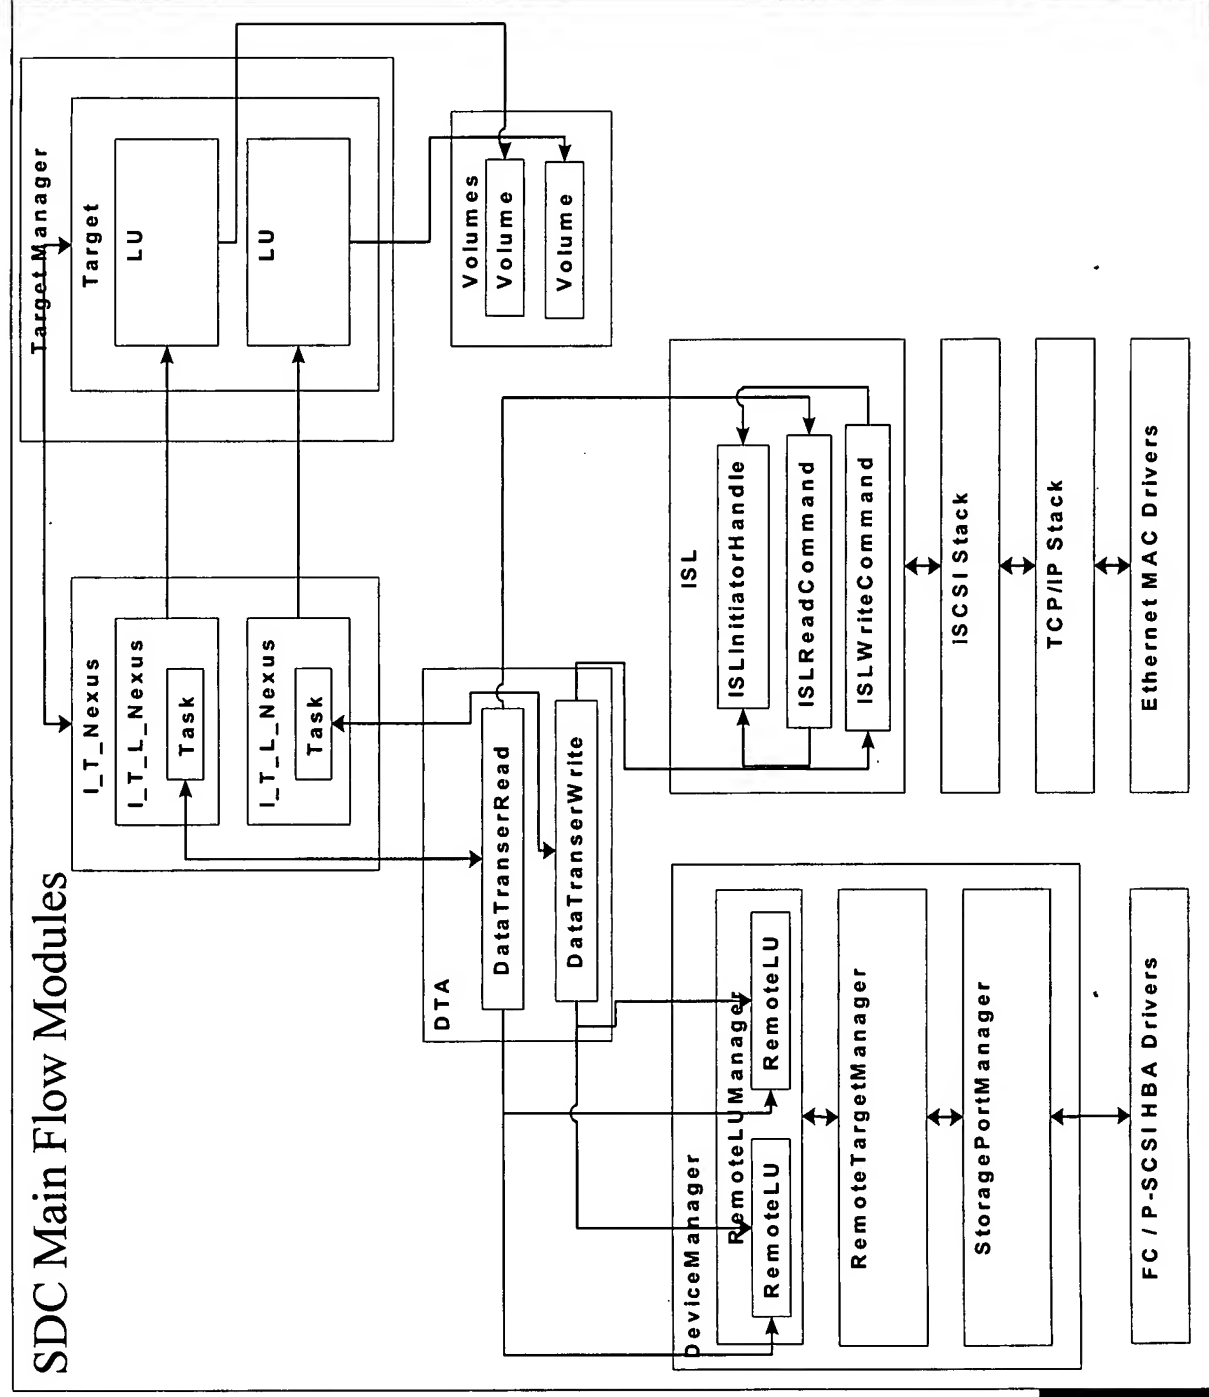 SDC Main Flow Modules
TargetManager
Target
LU
LU
I_T_Nexus
I_T_L_Nexus
Task
I_T_L_Nexus
Task
Volumes
Volume
Volume
DTA
DataTranserRead
DataTranserWrite
ISL
ISLInitiatorHandle
ISLReadCommand
ISLWriteCommand
iSCSI Stack
TCP/IP Stack
Ethernet MAC Drivers
DeviceManager
RemoteLUManager
RemoteLU
RemoteLU
RemoteTargetManager
StoragePortManager
FC / P-SCSI HBA Drivers